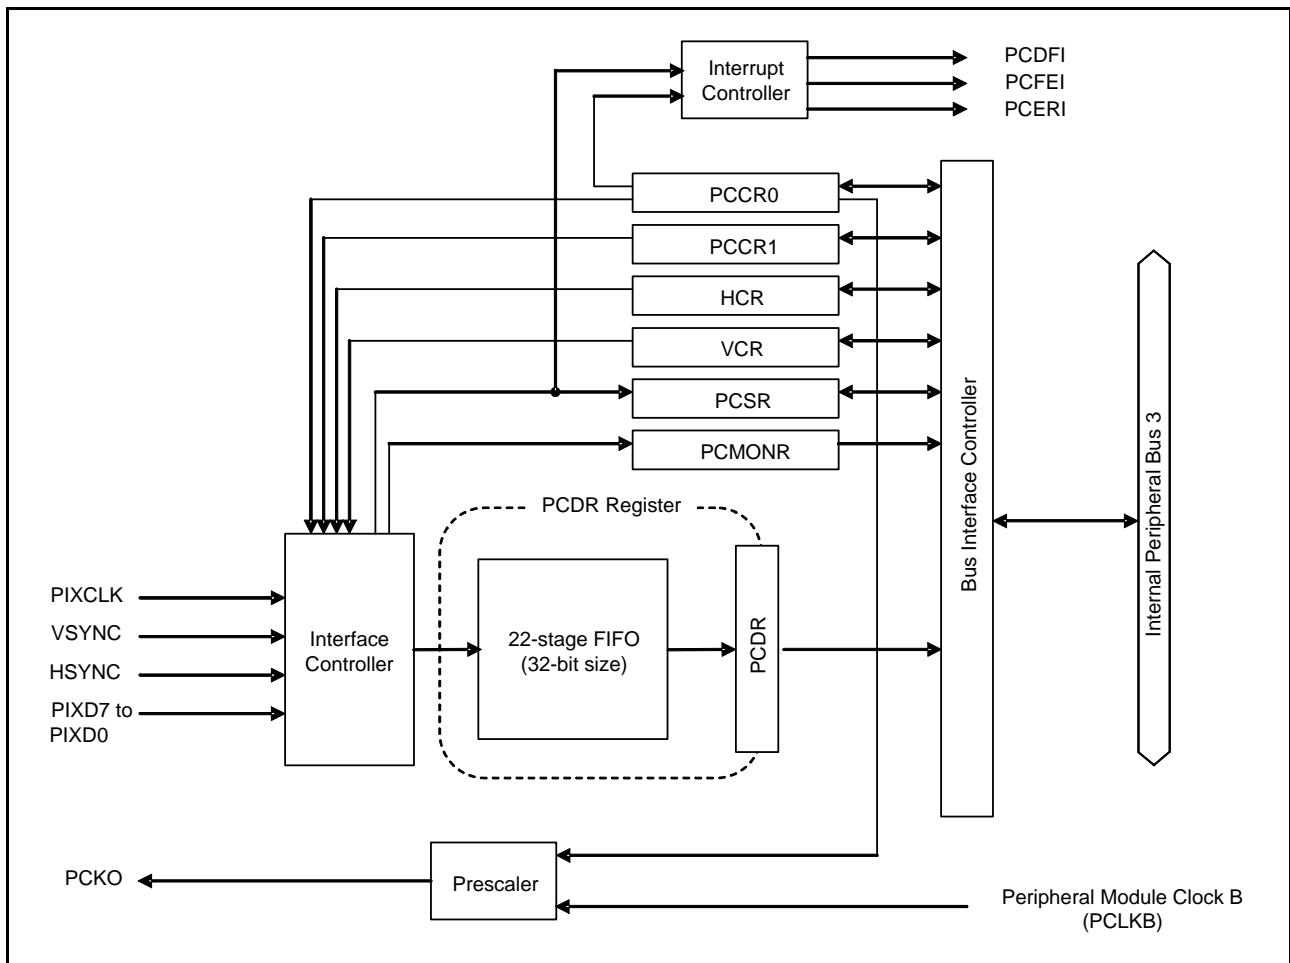 Interrupt
Controller
PCDFI
PCFEI
PCERI
PCCR0
PCCR1
HCR
VCR
PCSR
PCMONR
Bus Interface Controller
Internal Peripheral Bus 3
PCDR Register
PIXCLK
VSYNC
HSYNC
PIXD7 to
PIXD0
Interface
Controller
22-stage FIFO
(32-bit size)
PCDR
PCKO
Prescaler
Peripheral Module Clock B
(PCLKB)